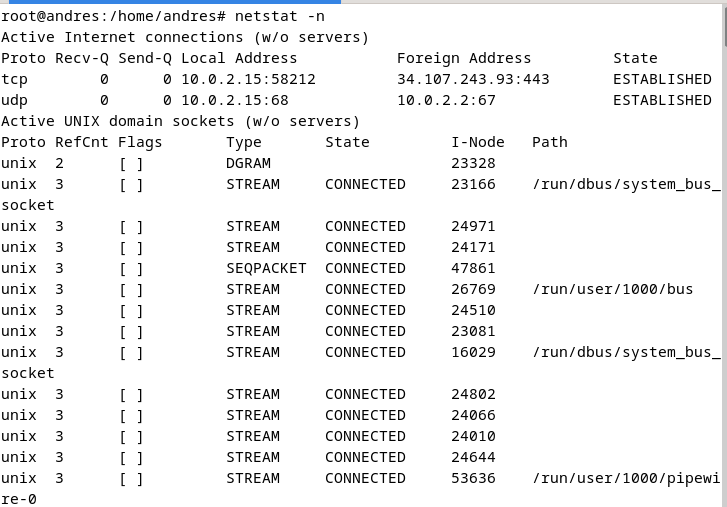 root@andres:/home/andres# netstat -n
Active Internet connections (w/o servers)
Proto Recv-Q Send-Q Local Address           Foreign Address         State
tcp        0      0 10.0.2.15:58212         34.107.243.93:443       ESTABLISHED
udp        0      0 10.0.2.15:68            10.0.2.2:67             ESTABLISHED
Active UNIX domain sockets (w/o servers)
Proto RefCnt Flags       Type       State         I-Node   Path
unix  2      [ ]         DGRAM                    23328
unix  3      [ ]         STREAM     CONNECTED     23166    /run/dbus/system_bus_
socket
unix  3      [ ]         STREAM     CONNECTED     24971
unix  3      [ ]         STREAM     CONNECTED     24171
unix  3      [ ]         SEQPACKET  CONNECTED     47861
unix  3      [ ]         STREAM     CONNECTED     26769    /run/user/1000/bus
unix  3      [ ]         STREAM     CONNECTED     24510
unix  3      [ ]         STREAM     CONNECTED     23081
unix  3      [ ]         STREAM     CONNECTED     16029    /run/dbus/system_bus_
socket
unix  3      [ ]         STREAM     CONNECTED     24802
unix  3      [ ]         STREAM     CONNECTED     24066
unix  3      [ ]         STREAM     CONNECTED     24010
unix  3      [ ]         STREAM     CONNECTED     24644
unix  3      [ ]         STREAM     CONNECTED     53636    /run/user/1000/pipewi
re-0